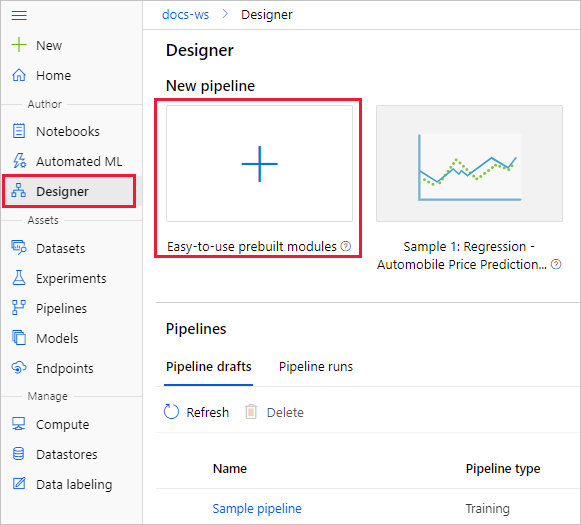 docs-ws > Designer
New
Home
Author
Notebooks
Automated ML
Designer
Assets
Datasets
Experiments
Pipelines
Models
Endpoints
Manage
Compute
Datastores
Data labeling
Designer
New pipeline
Easy-to-use prebuilt modules ?
Sample 1: Regression -
Automobile Price Prediction... ?
Pipelines
Pipeline drafts Pipeline runs
Refresh Delete
Name Pipeline type
Sample pipeline Training